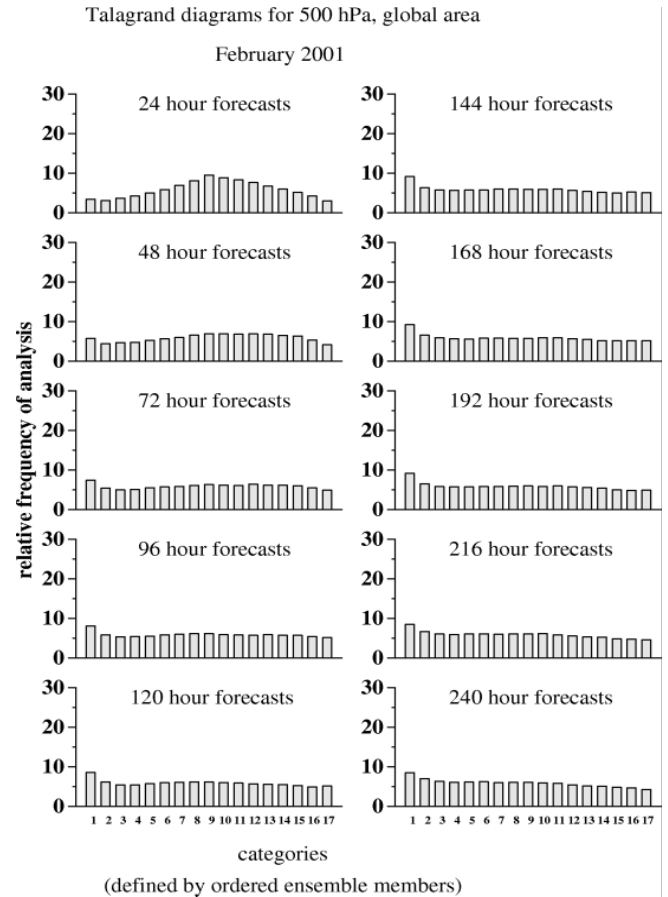 Talagrand diagrams for 500 hPa, global area
February 2001
relative frequency of analysis
24 hour forecasts
30
20
10
0
48 hour forecasts
30
20
10
0
72 hour forecasts
30
20
10
0
96 hour forecasts
30
20
10
0
120 hour forecasts
30
20
10
0
1 2 3 4 5 6 7 8 9 10 11 12 13 14 15 16 17
144 hour forecasts
30
20
10
0
168 hour forecasts
30
20
10
0
192 hour forecasts
30
20
10
0
216 hour forecasts
30
20
10
0
240 hour forecasts
30
20
10
0
1 2 3 4 5 6 7 8 9 10 11 12 13 14 15 16 17
categories
(defined by ordered ensemble members)